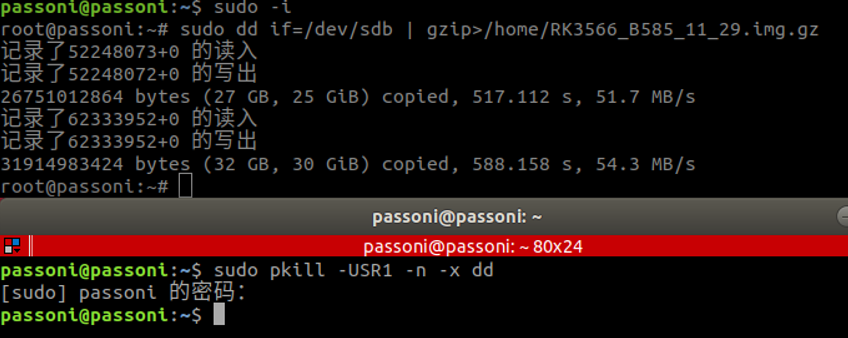 passoni@passoni:~$ sudo -i
root@passoni:~# sudo dd if=/dev/sdb | gzip>/home/RK3566_B585_11_29.img.gz
记录了52248073+0 的读入
记录了52248072+0 的写出
26751012864 bytes (27 GB, 25 GiB) copied, 517.112 s, 51.7 MB/s
记录了62333952+0 的读入
记录了62333952+0 的写出
31914983424 bytes (32 GB, 30 GiB) copied, 588.158 s, 54.3 MB/s
root@passoni:~#
passoni@passoni: ~
passoni@passoni: ~ 80x24
passoni@passoni:~$ sudo pkill -USR1 -n -x dd
[sudo] passoni 的密码：
passoni@passoni:~$